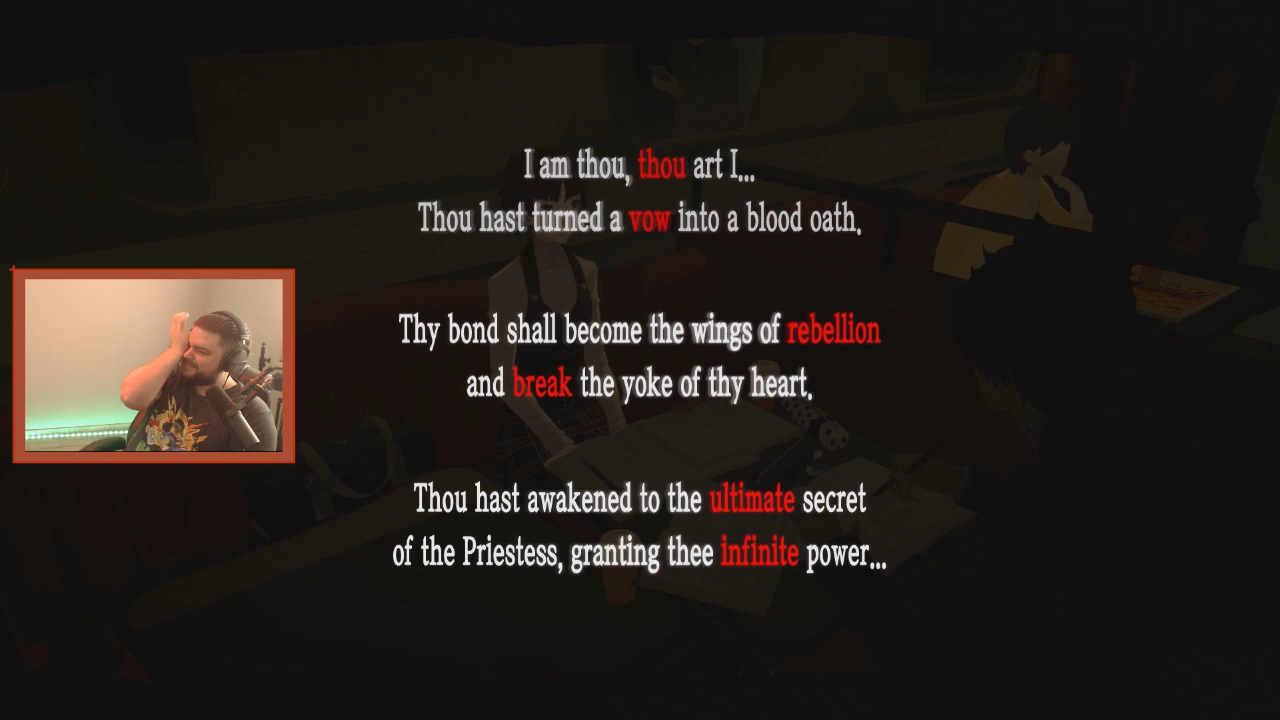 I am thou, thou art I...
Thou hast turned a vow into a blood oath.
Thy bond shall become the wings of rebellion
and break the yoke of thy heart.
Thou hast awakened to the ultimate secret
of the Priestess, granting thee infinite power...